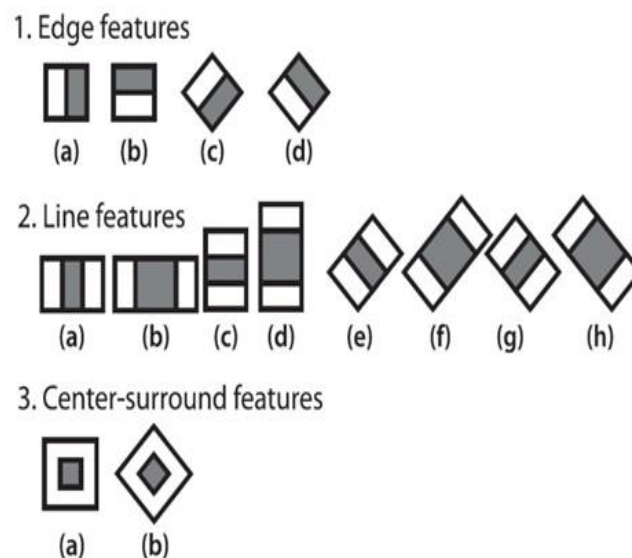 1. Edge features
(a) (b) (c) (d)
2. Line features
(a) (b) (c) (d) (e) (f) (g) (h)
3. Center-surround features
(a) (b)